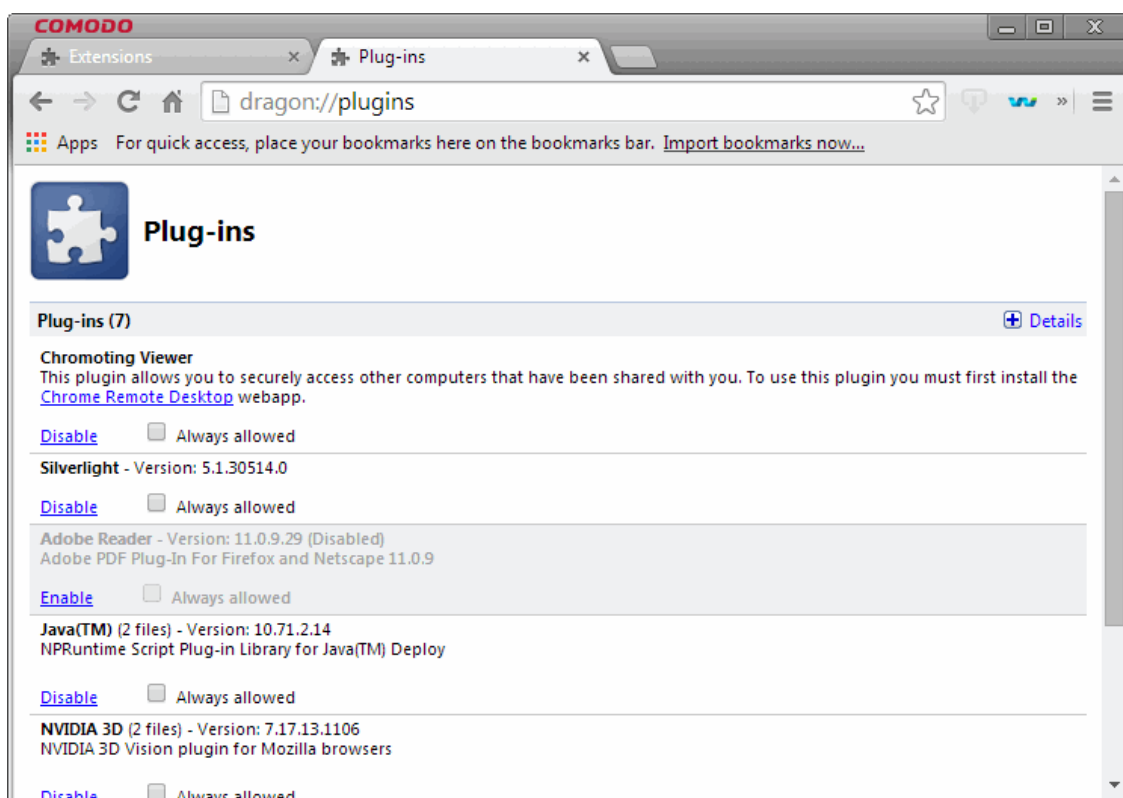 COMODO
Extensions
Plug-ins
dragon://plugins
Apps For quick access, place your bookmarks here on the bookmarks bar. Import bookmarks now...
Plug-ins
Plug-ins (7)
Details
Chromoting Viewer
This plugin allows you to securely access other computers that have been shared with you. To use this plugin you must first install the
Chrome Remote Desktop webapp.
Disable Always allowed
Silverlight - Version: 5.1.30514.0
Disable Always allowed
Adobe Reader - Version: 11.0.9.29 (Disabled)
Adobe PDF Plug-In For Firefox and Netscape 11.0.9
Enable Always allowed
Java(TM) (2 files) - Version: 10.71.2.14
NPRuntime Script Plug-in Library for Java(TM) Deploy
Disable Always allowed
NVIDIA 3D (2 files) - Version: 7.17.13.1106
NVIDIA 3D Vision plugin for Mozilla browsers
Disable Always allowed